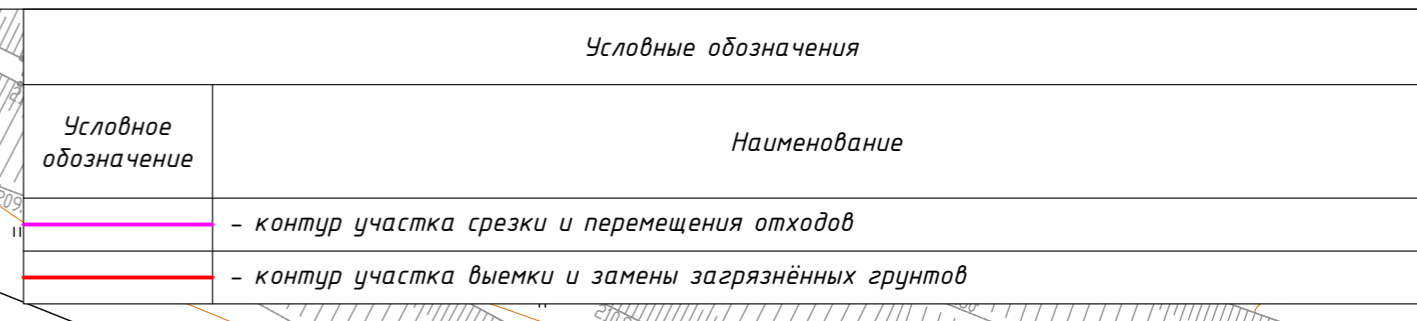 Условные обозначения
Условное
обозначение
Наименование
- контур участка срезки и перемещения отходов
- контур участка выемки и замены загрязнённых грунтов